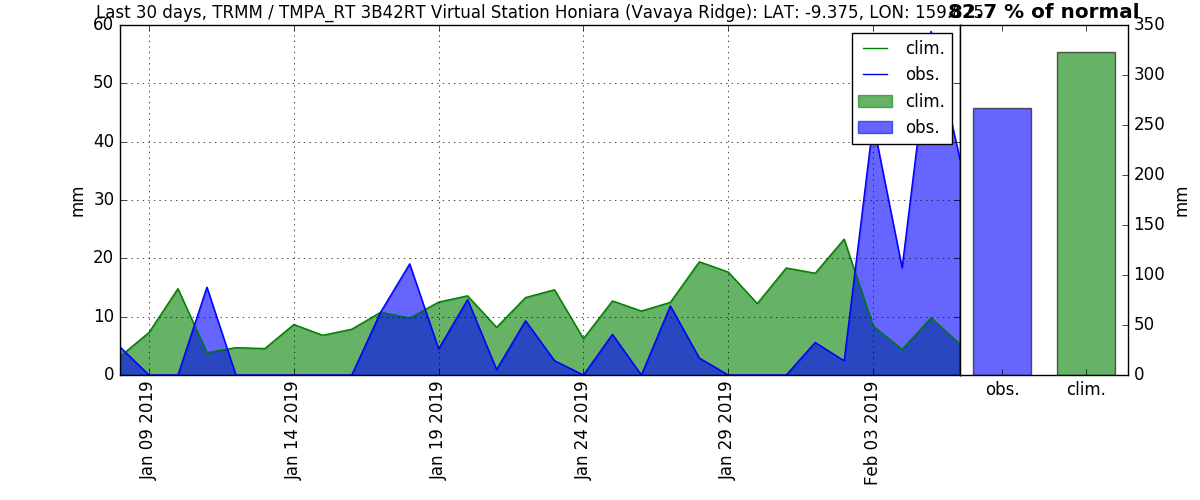 Last 30 days, TRMM / TMPA_RT 3B42RT Virtual Station Honiara (Vavaya Ridge): LAT: -9.375, LON:
82.7 % of normal
60
50
40
30
20
10
0
mm
clim.
obs.
clim.
obs.
350
300
250
200
150
100
50
0
mm
obs.
clim.
Jan 09 2019
Jan 14 2019
Jan 19 2019
Jan 24 2019
Jan 29 2019
Feb 03 2019